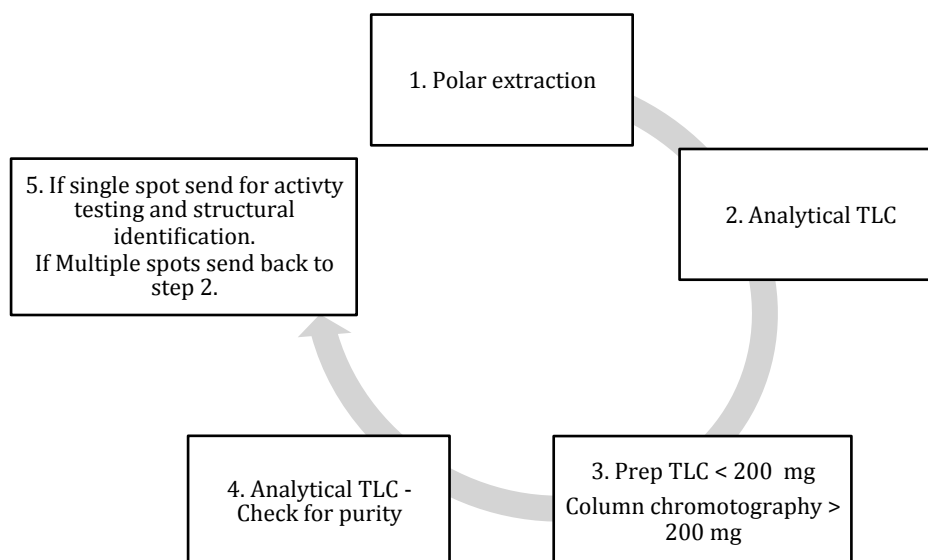 1. Polar extraction
2. Analytical TLC
3. Prep TLC < 200 mg
Column chromotography >
200 mg
4. Analytical TLC -
Check for purity
5. If single spot send for activty
testing and structural
identification.
If Multiple spots send back to
step 2.